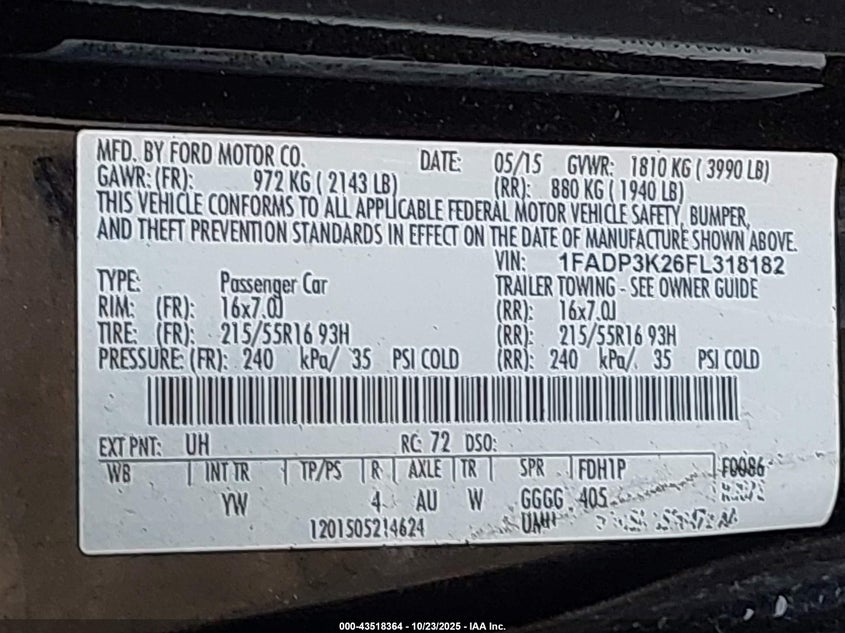 MFD. BY FORD MOTOR CO. DATE: 05/15 GVWR: 1810 KG ( 3990 LB)
GAWR: (FR): 972 KG ( 2143 LB) (RR): 880 KG ( 1940 LB)
THIS VEHICLE CONFORMS TO ALL APPLICABLE FEDERAL MOTOR VEHICLE SAFETY, BUMPER,
AND THEFT PREVENTION STANDARDS IN EFFECT ON THE DATE OF MANUFACTURE SHOWN ABOVE.
VIN: 1FADP3K26FL318182
TYPE: Passenger Car TRAILER TOWING - SEE OWNER GUIDE
RIM: (FR): 16x7.0J (RR): 16x7.0J
TIRE: (FR): 215/55R16 93H (RR): 215/55R16 93H
PRESSURE: (FR): 240 kPa/ 35 PSI COLD (RR): 240 kPa/ 35 PSI COLD
EXT PNT: UH RC: 72 DSO:
WB INT TR TP/PS R AXLE TR SPR FDH1P F0086
YW 4 AU W GGGG 405
1201505214624
000-43518364 - 10/23/2025 - IAA Inc.